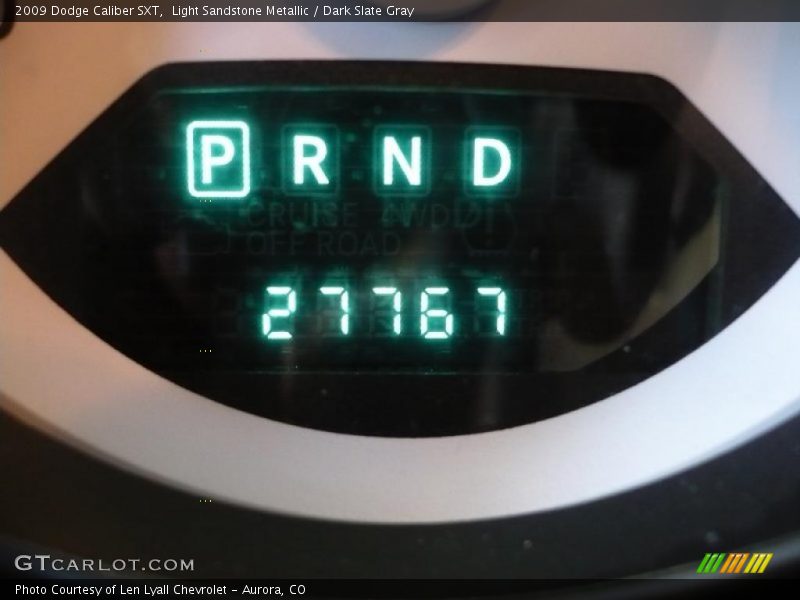 2009 Dodge Caliber SXT,  Light Sandstone Metallic / Dark Slate Gray
P R N D
CRUISE 4WD
OFF ROAD
27767
GTCARLOT.COM
Photo Courtesy of Len Lyall Chevrolet - Aurora, CO